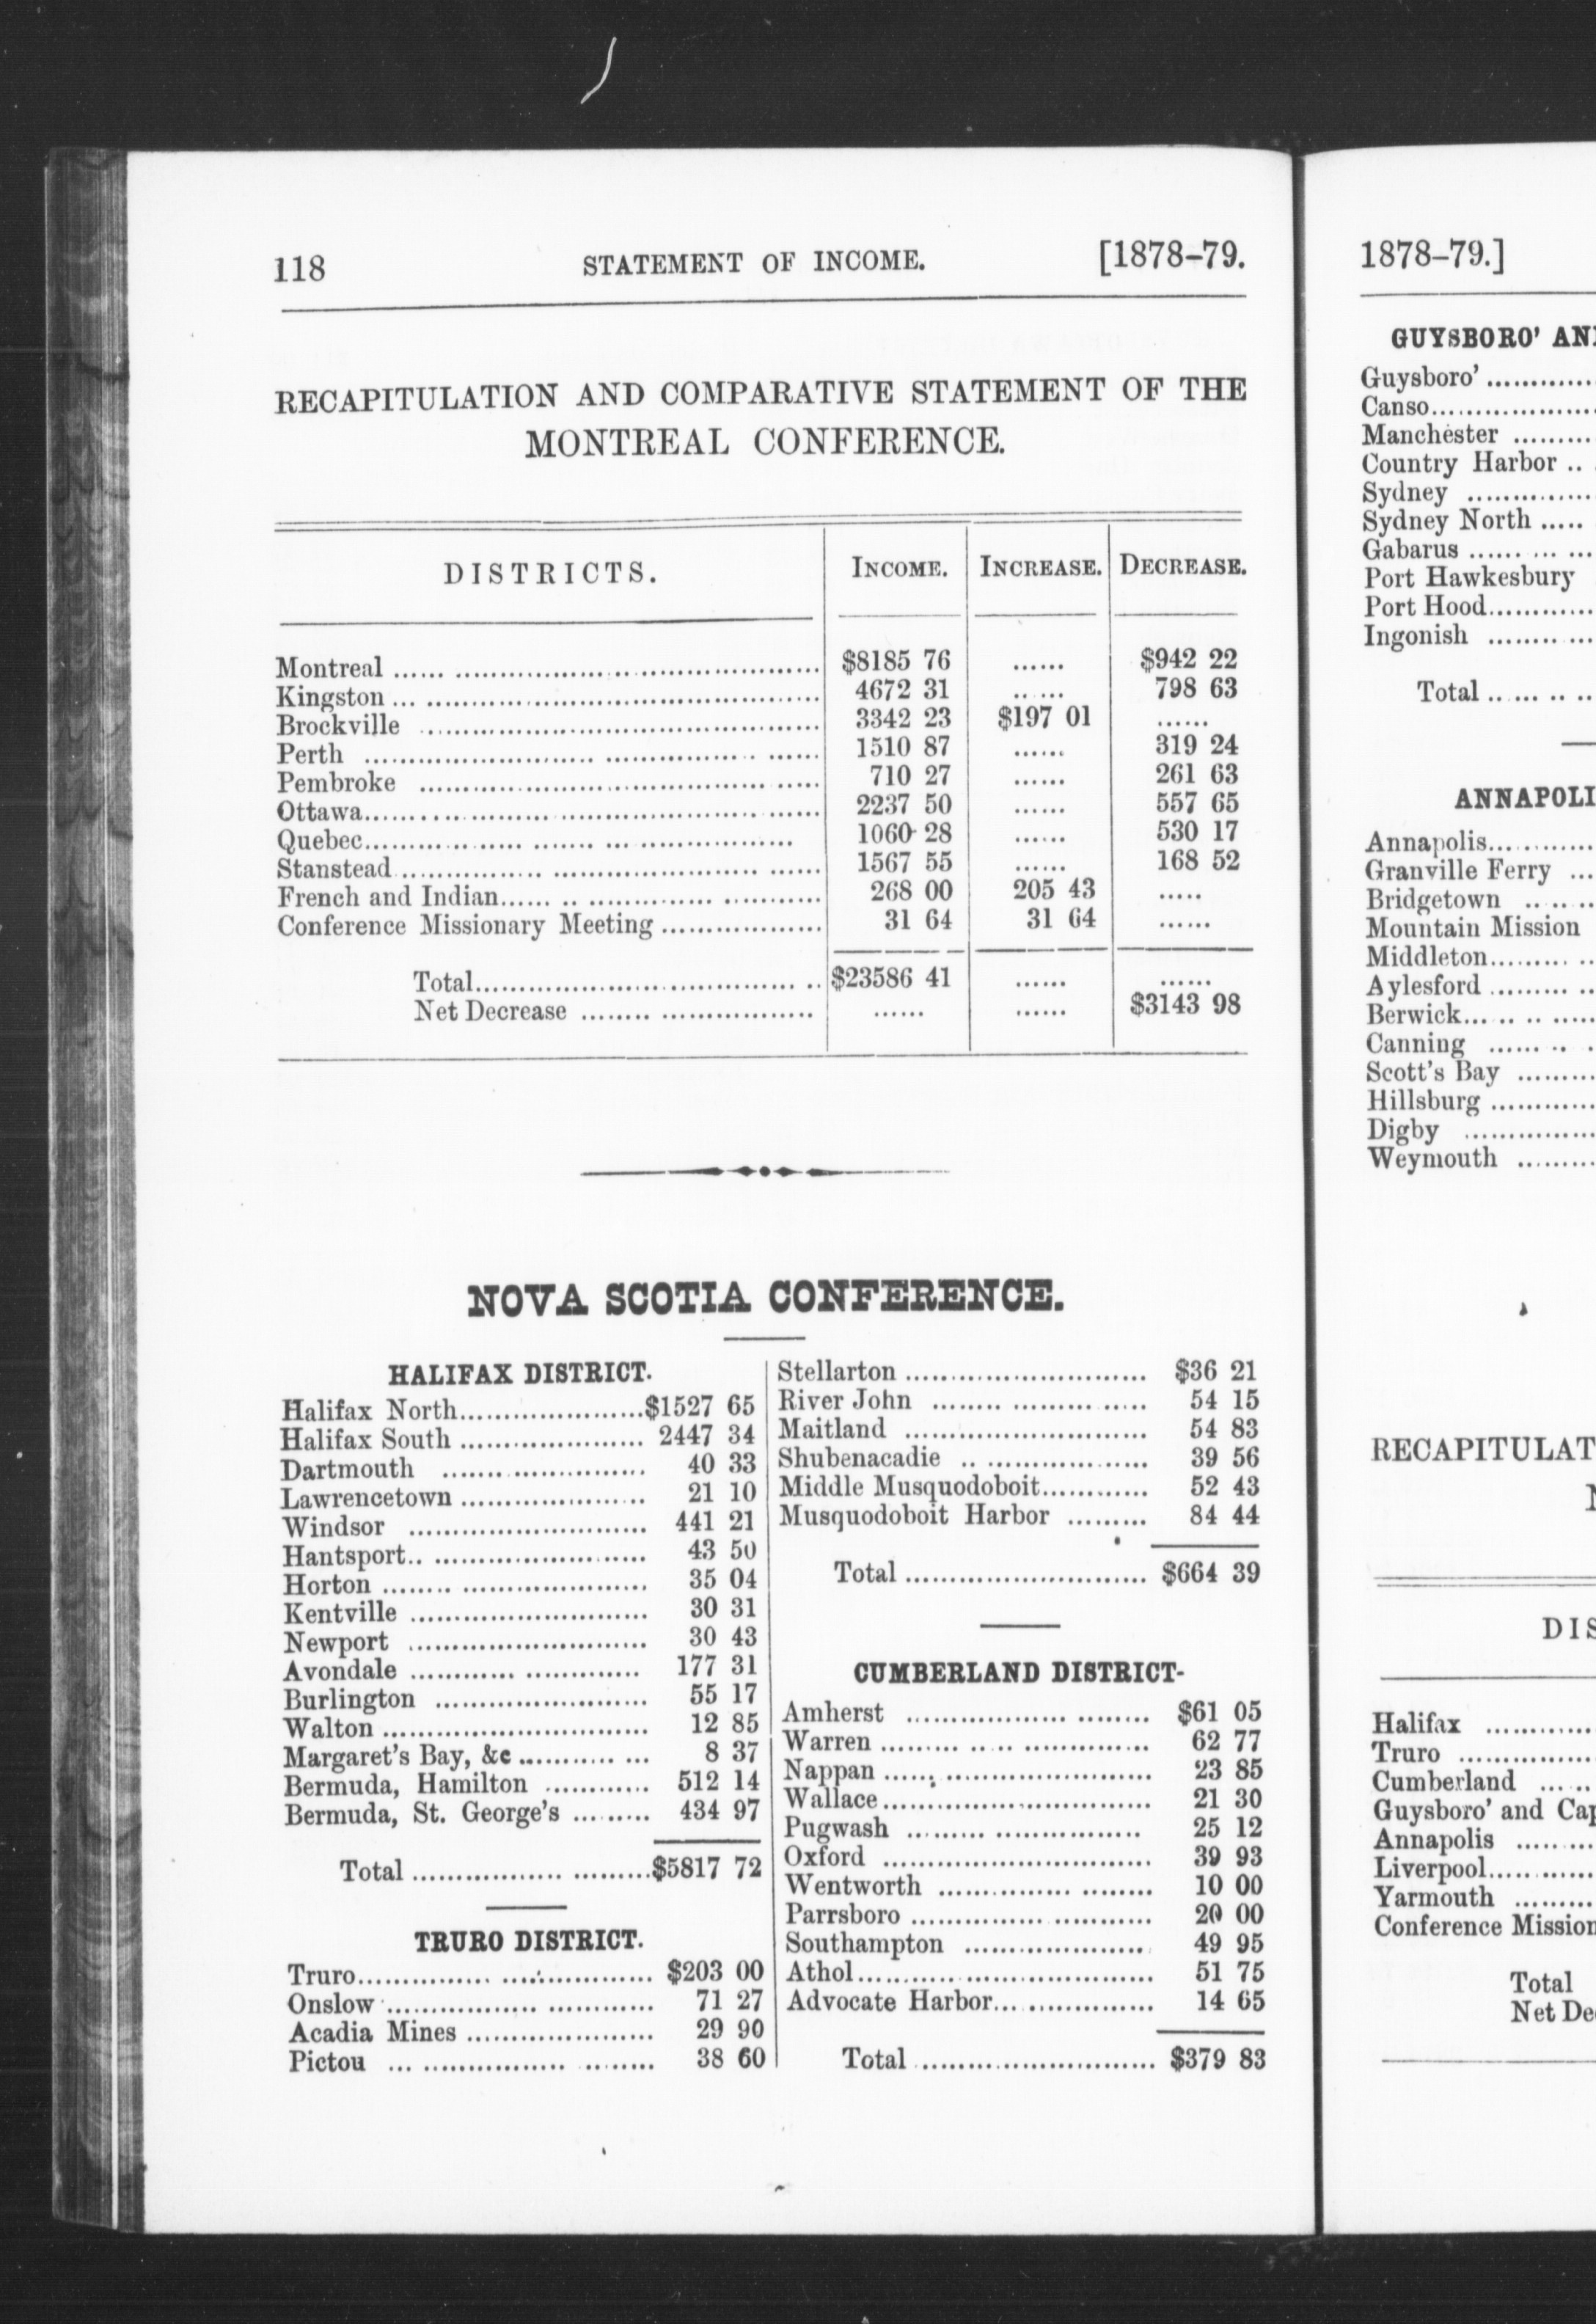 118 STATEMENT OF INCOME. [1878–79.
RECAPITULATION AND COMPARATIVE STATEMENT OF THE
MONTREAL CONFERENCE.
DISTRICTS. INCOME. INCREASE. DECREASE.
Montreal ........ $8185 76 ...... $942 22
Kingston ........ 4672 31 ...... 798 63
Brockville ........ 3342 23 $197 01 ......
Perth ........ 1510 87 ...... 319 24
Pembroke ........ 710 27 ...... 261 63
Ottawa ........ 2237 50 ...... 557 65
Quebec ........ 1060 28 ...... 530 17
Stanstead ........ 1567 55 ...... 168 52
French and Indian ........ 268 00 205 43 .....
Conference Missionary Meeting ........ 31 64 31 64 ......
Total ........ $23586 41 ...... ......
Net Decrease ........ ...... ...... $3143 98
NOVA SCOTIA CONFERENCE.
HALIFAX DISTRICT.
Halifax North ........ $1527 65
Halifax South ........ 2447 34
Dartmouth ........ 40 33
Lawrencetown ........ 21 10
Windsor ........ 441 21
Hantsport ........ 43 50
Horton ........ 35 04
Kentville ........ 30 31
Newport ........ 30 43
Avondale ........ 177 31
Burlington ........ 55 17
Walton ........ 12 85
Margaret's Bay, &c ........ 8 37
Bermuda, Hamilton ........ 512 14
Bermuda, St. George's ........ 434 97
Total ........ $5817 72
TRURO DISTRICT.
Truro ........ $203 00
Onslow ........ 71 27
Acadia Mines ........ 29 90
Pictou ........ 38 60
Stellarton ........ $36 21
River John ........ 54 15
Maitland ........ 54 83
Shubenacadie ........ 39 56
Middle Musquodoboit ........ 52 43
Musquodoboit Harbor ........ 84 44
Total ........ $664 39
CUMBERLAND DISTRICT-
Amherst ........ $61 05
Warren ........ 62 77
Nappan ........ 23 85
Wallace ........ 21 30
Pugwash ........ 25 12
Oxford ........ 39 93
Wentworth ........ 10 00
Parrsboro ........ 20 00
Southampton ........ 49 95
Athol ........ 51 75
Advocate Harbor ........ 14 65
Total ........ $379 83
1878–79.]
GUYSBORO'
Guysboro' ........
Canso ........
Manchester ........
Country Harbor ..
Sydney ........
Sydney North .....
Gabarus ........
Port Hawkesbury
Port Hood ........
Ingonish ........
Total ........
ANNAPOLI
Annapolis ........
Granville Ferry ...
Bridgetown ........
Mountain Mission
Middleton ........
Aylesford ........
Berwick ........
Canning ........
Scott's Bay ........
Hillsburg ........
Digby ........
Weymouth ........
RECAPITULAT
DIS
Halifax ........
Truro ........
Cumberland ........
Guysboro' and Cap
Annapolis ........
Liverpool ........
Yarmouth ........
Conference Mission
Total
Net De